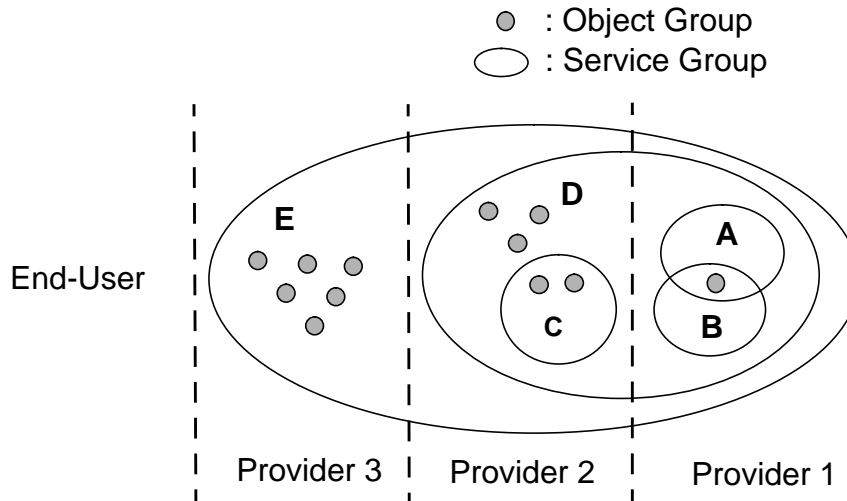 : Object Group
: Service Group
E
D
A
End-User
C
B
Provider 3
Provider 2
Provider 1